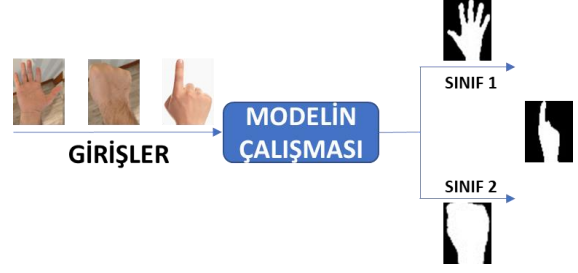 SINIF 1
GİRİŞLER
MODELİN
ÇALIŞMASI
SINIF 2